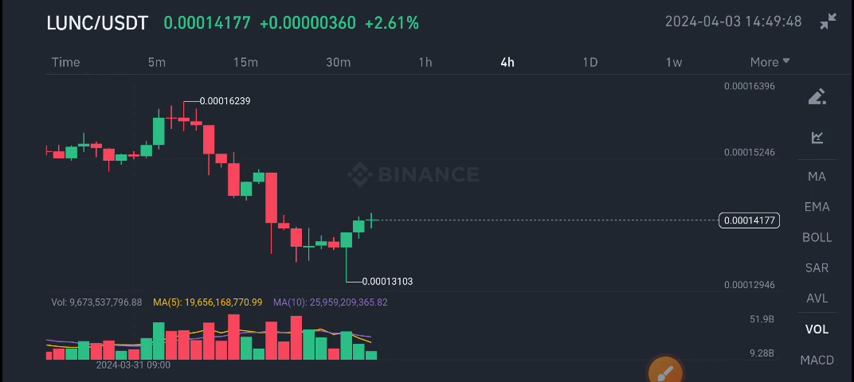 LUNC/USDT 0.00014177 +0.00000360 +2.61% 2024-04-03 14:49:48
Time 5m 15m 30m 1h 4h 1D 1w More
0.00016396
0.00016239
0.00015246
BINANCE
0.00014177
0.00013103
0.00012946
Vol: 9,673,537,796.88 MA(5): 19,656,168,770.99 MA(10): 25,959,209,365.82
51.9B
9.28B
2024-03-31 09:00
MA
EMA
BOLL
SAR
AVL
VOL
MACD